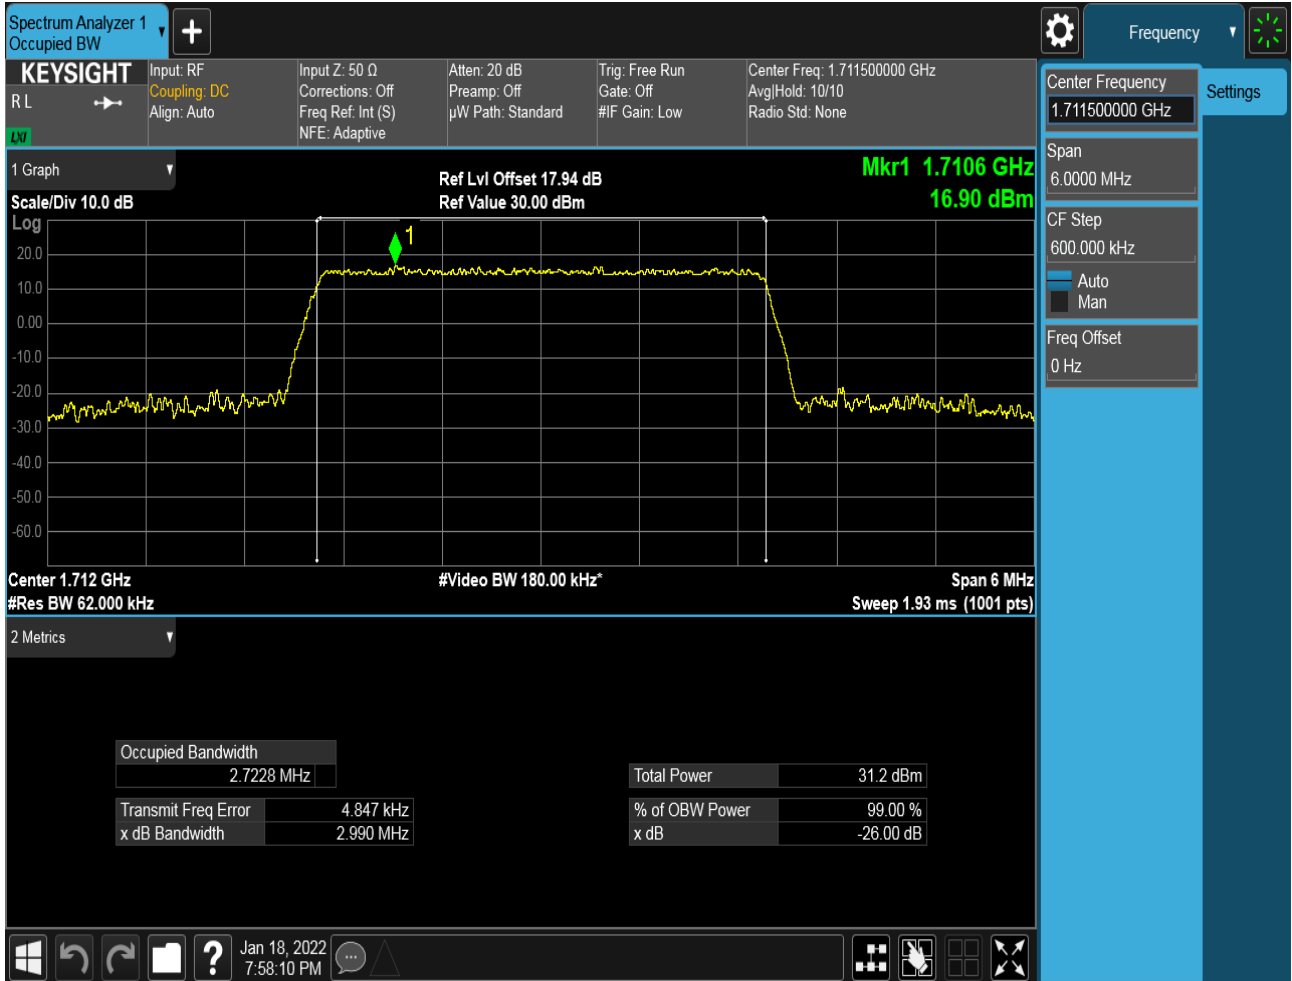 Spectrum Analyzer 1
Occupied BW
Frequency
KEYSIGHT
R L
LXI
Input: RF
Coupling: DC
Align: Auto
Input Z: 50 Ω
Corrections: Off
Freq Ref: Int (S)
NFE: Adaptive
Atten: 20 dB
Preamp: Off
µW Path: Standard
Trig: Free Run
Gate: Off
#IF Gain: Low
Center Freq: 1.711500000 GHz
Avg|Hold: 10/10
Radio Std: None
Center Frequency
1.711500000 GHz
Settings
Span
6.0000 MHz
CF Step
600.000 kHz
Auto
Man
Freq Offset
0 Hz
1 Graph
Scale/Div 10.0 dB
Ref Lvl Offset 17.94 dB
Ref Value 30.00 dBm
Mkr1 1.7106 GHz
16.90 dBm
Log
1
20.0
10.0
0.00
-10.0
-20.0
-30.0
-40.0
-50.0
-60.0
Center 1.712 GHz
#Video BW 180.00 kHz*
Span 6 MHz
#Res BW 62.000 kHz
Sweep 1.93 ms (1001 pts)
2 Metrics
Occupied Bandwidth
2.7228 MHz
Total Power 31.2 dBm
Transmit Freq Error 4.847 kHz
% of OBW Power 99.00 %
x dB Bandwidth 2.990 MHz
x dB -26.00 dB
?
Jan 18, 2022
7:58:10 PM